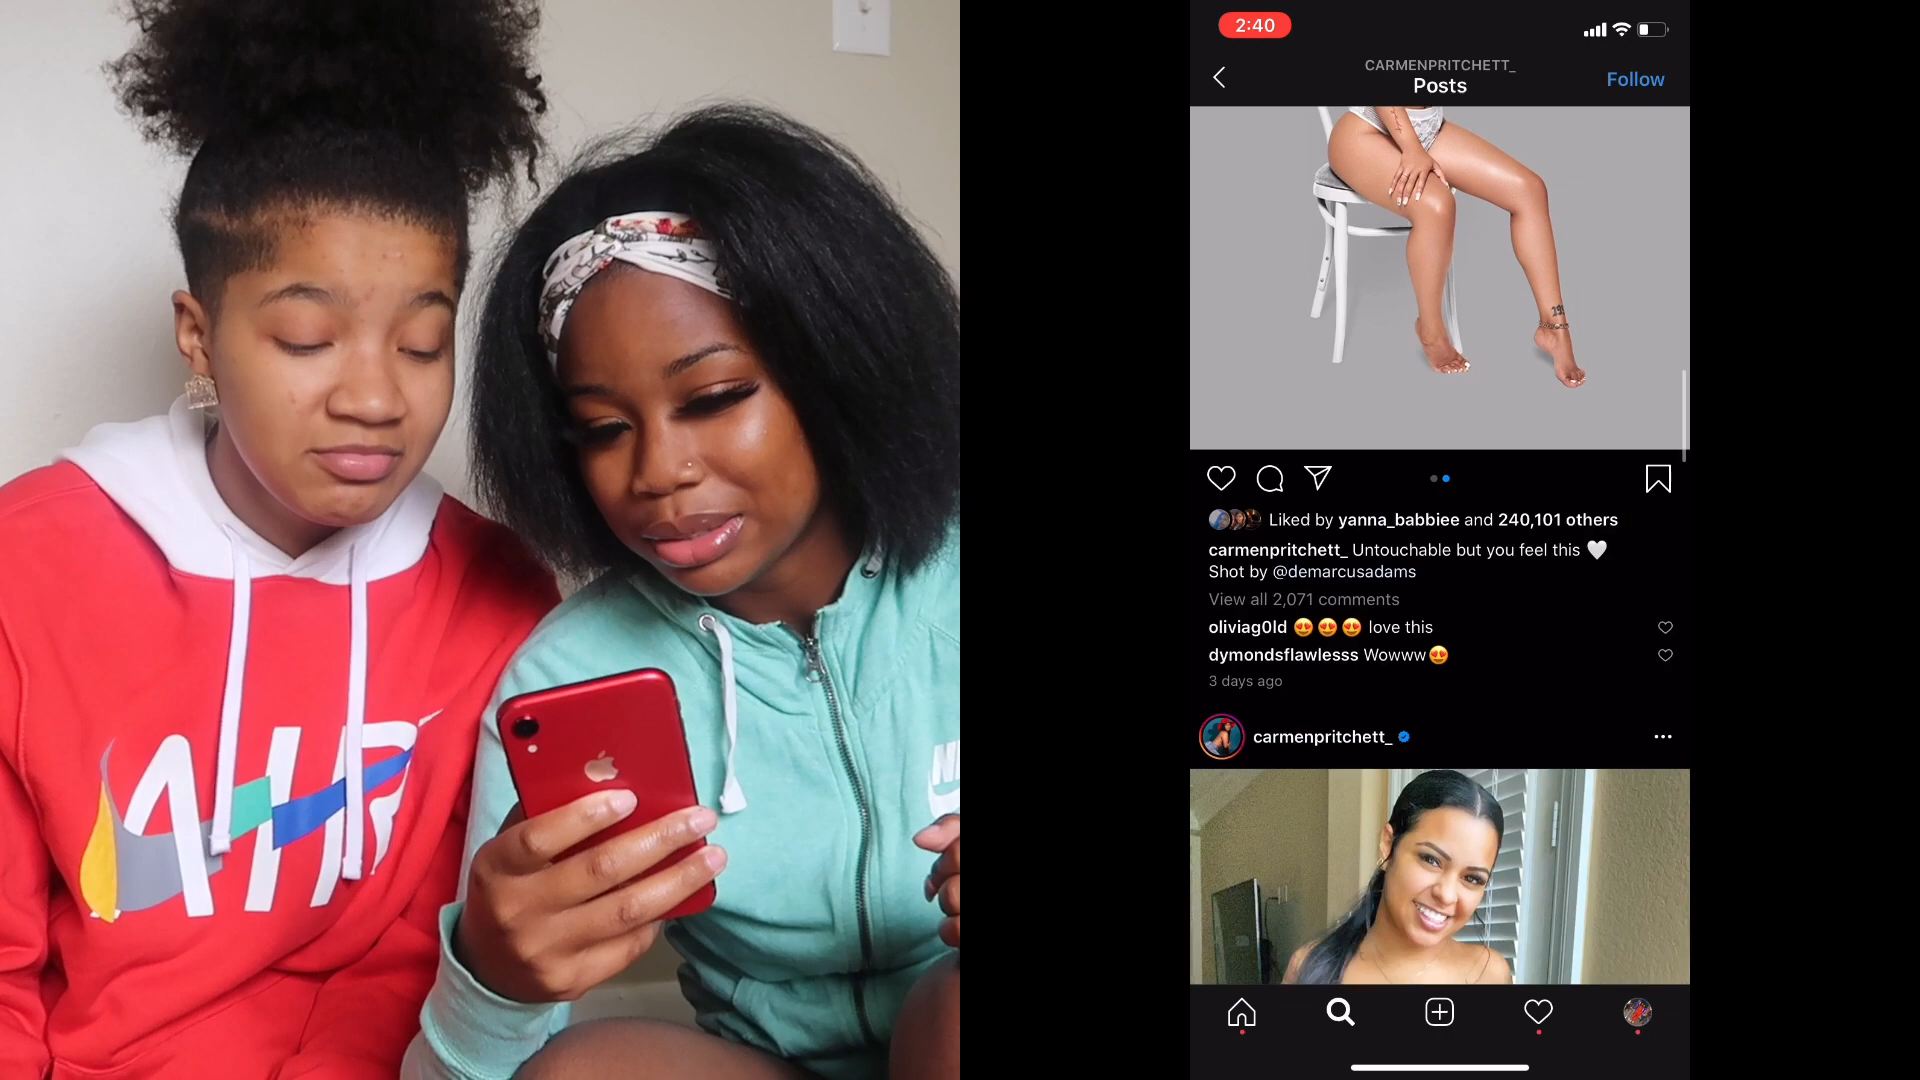 AIR
N
2:40
CARMENPRITCHETT_
Posts
Follow
Liked by yanna_babbiee and 240,101 others
carmenpritchett_ Untouchable but you feel this 🤍
Shot by @demarcusadams
View all 2,071 comments
oliviag0ld 😍😍😍 love this
dymondsflawlesss Wowww😍
3 days ago
carmenpritchett_